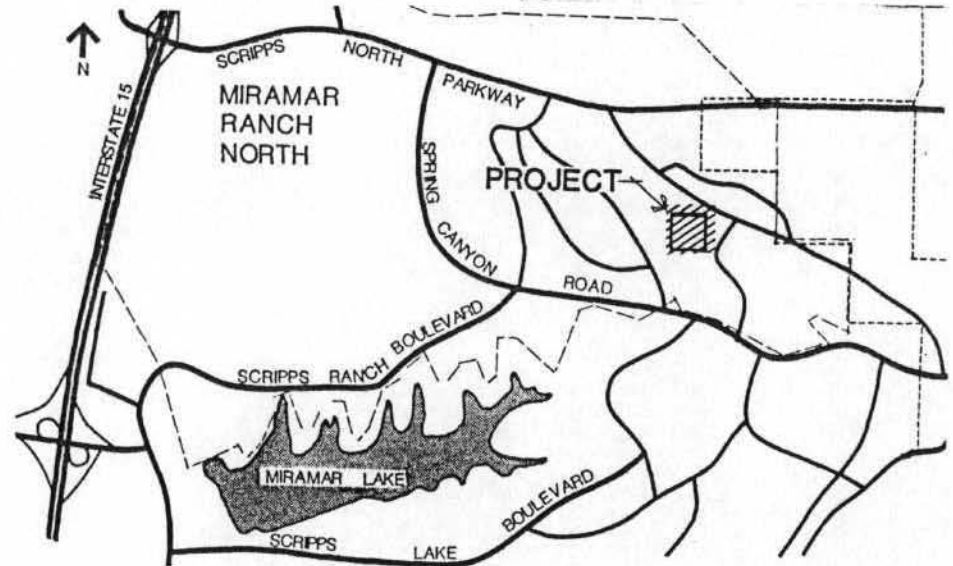 SCRIPPS NORTH PARKWAY
N
INTERSTATE 15
MIRAMAR
RANCH
NORTH
SPRING CANYON ROAD
PROJECT
SCRIPPS RANCH BOULEVARD
MIRAMAR LAKE
SCRIPPS LAKE BOULEVARD